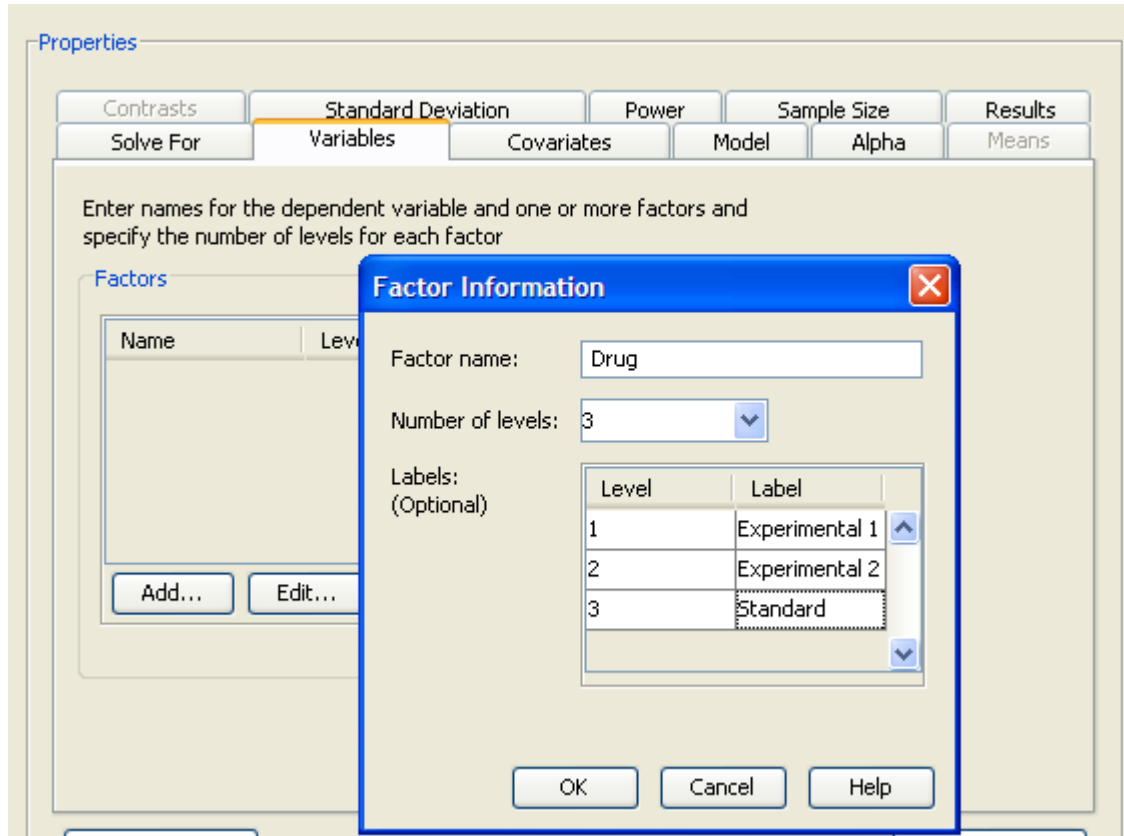 Properties
Contrasts Standard Deviation Power Sample Size Results
Solve For Variables Covariates Model Alpha Means
Enter names for the dependent variable and one or more factors and
specify the number of levels for each factor
Factors
Name Leve
Add... Edit...
Factor Information
Factor name: Drug
Number of levels: 3
Labels:
(Optional)
Level Label
1 Experimental 1
2 Experimental 2
3 Standard
OK Cancel Help